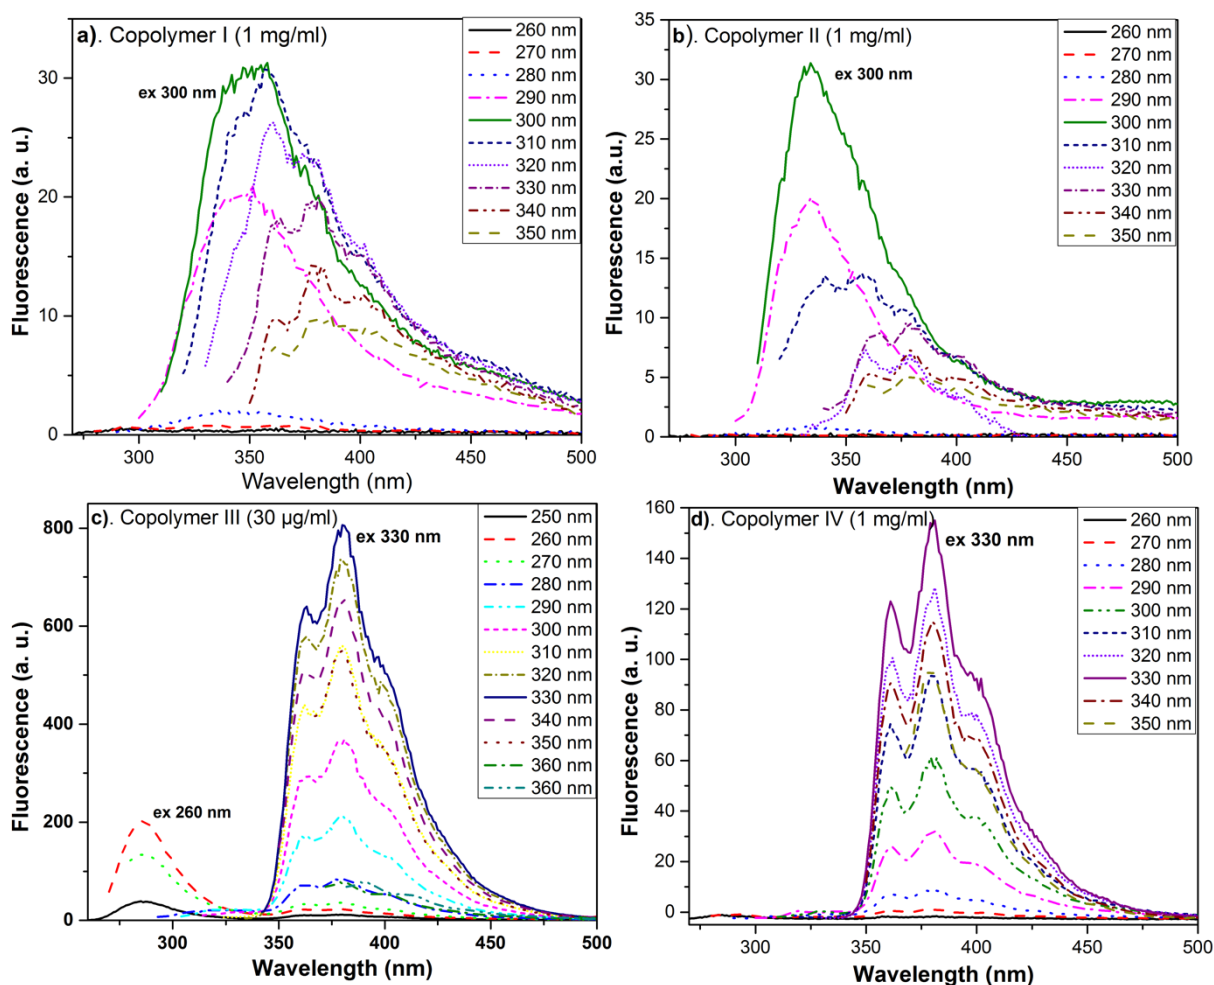 a). Copolymer I (1 mg/ml)
ex 300 nm
260 nm
270 nm
280 nm
290 nm
300 nm
310 nm
320 nm
330 nm
340 nm
350 nm
30
20
10
0
Fluorescence (a. u.)
300
350
400
450
500
Wavelength (nm)
b). Copolymer II (1 mg/ml)
ex 300 nm
260 nm
270 nm
280 nm
290 nm
300 nm
310 nm
320 nm
330 nm
340 nm
350 nm
35
30
25
20
15
10
5
0
Fluorescence (a.u.)
300
350
400
450
500
Wavelength (nm)
c). Copolymer III (30 µg/ml)
ex 330 nm
ex 260 nm
250 nm
260 nm
270 nm
280 nm
290 nm
300 nm
310 nm
320 nm
330 nm
340 nm
350 nm
360 nm
360 nm
800
600
400
200
0
Fluorescence (a. u.)
300
350
400
450
500
Wavelength (nm)
d). Copolymer IV (1 mg/ml)
ex 330 nm
260 nm
270 nm
280 nm
290 nm
300 nm
310 nm
320 nm
330 nm
340 nm
350 nm
160
140
120
100
80
60
40
20
0
Fluorescence (a. u.)
300
350
400
450
500
Wavelength (nm)